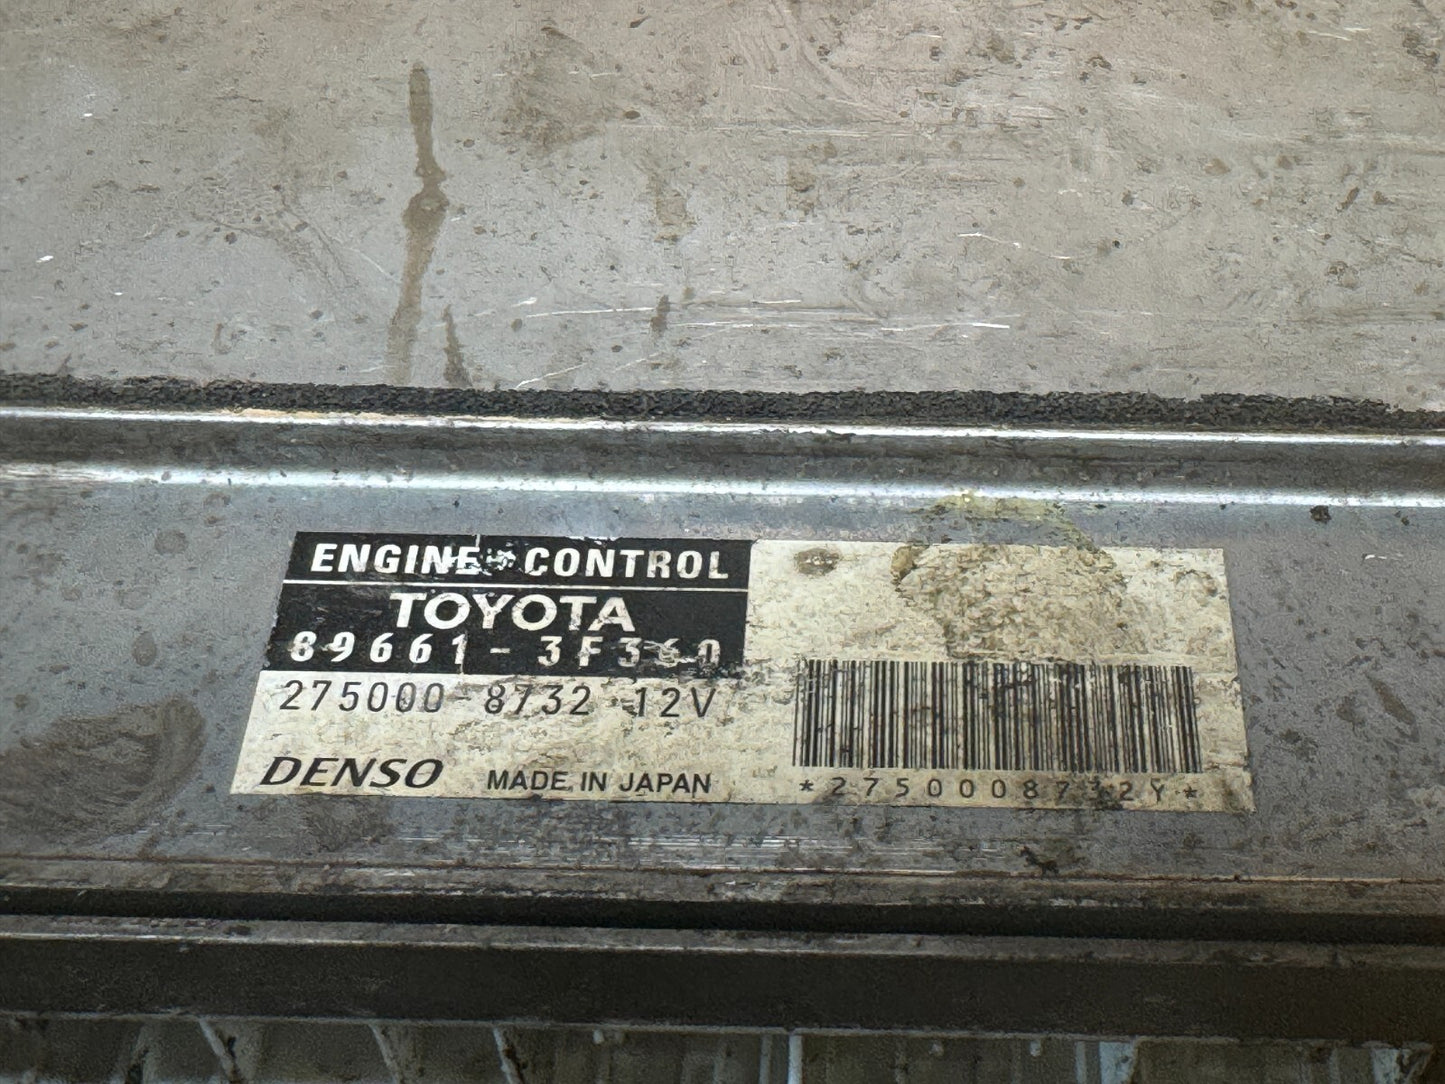 ENGINE CONTROL
TOYOTA
89661-3F360
275000-8732 12V
DENSO MADE IN JAPAN
*2750008732Y*